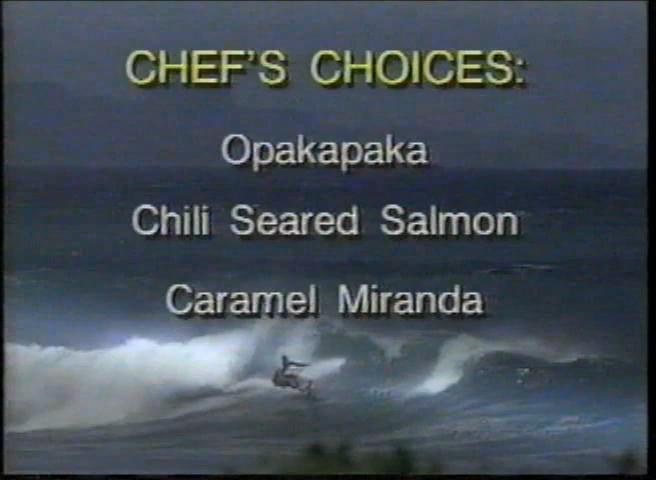 CHEF'S CHOICES:
Opakapaka
Chili Seared Salmon
Caramel Miranda